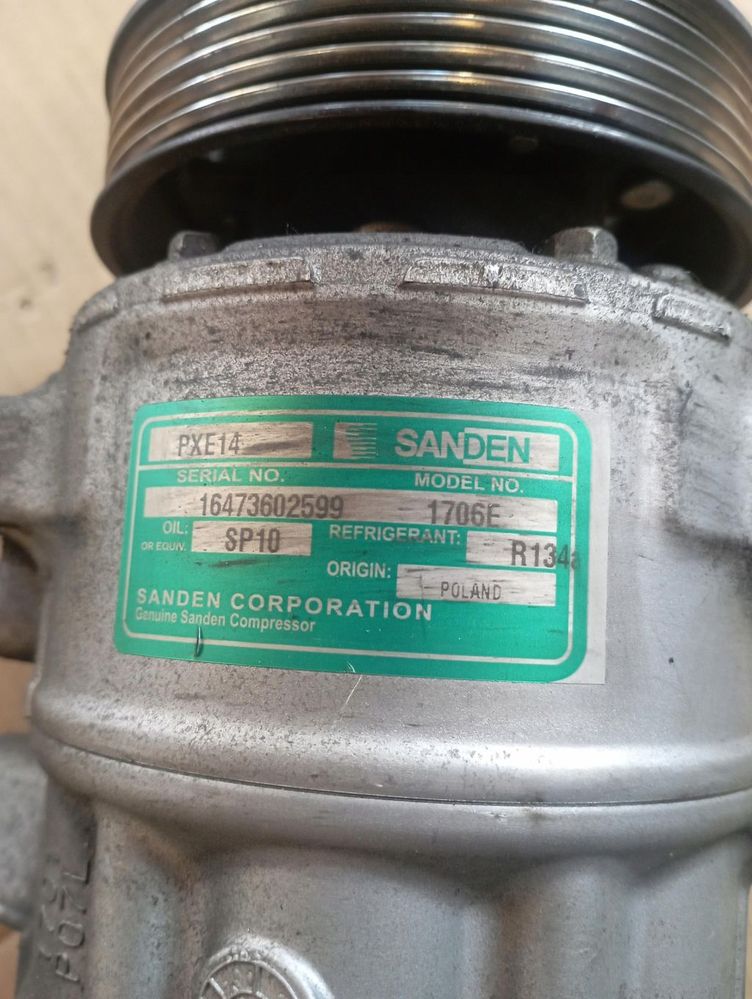 PXE14 SANDEN
SERIAL NO. MODEL NO.
16473602599 1706E
OIL: SP10 REFRIGERANT: R134a
OR EQUIV.
ORIGIN: POLAND
SANDEN CORPORATION
Genuine Sanden Compressor